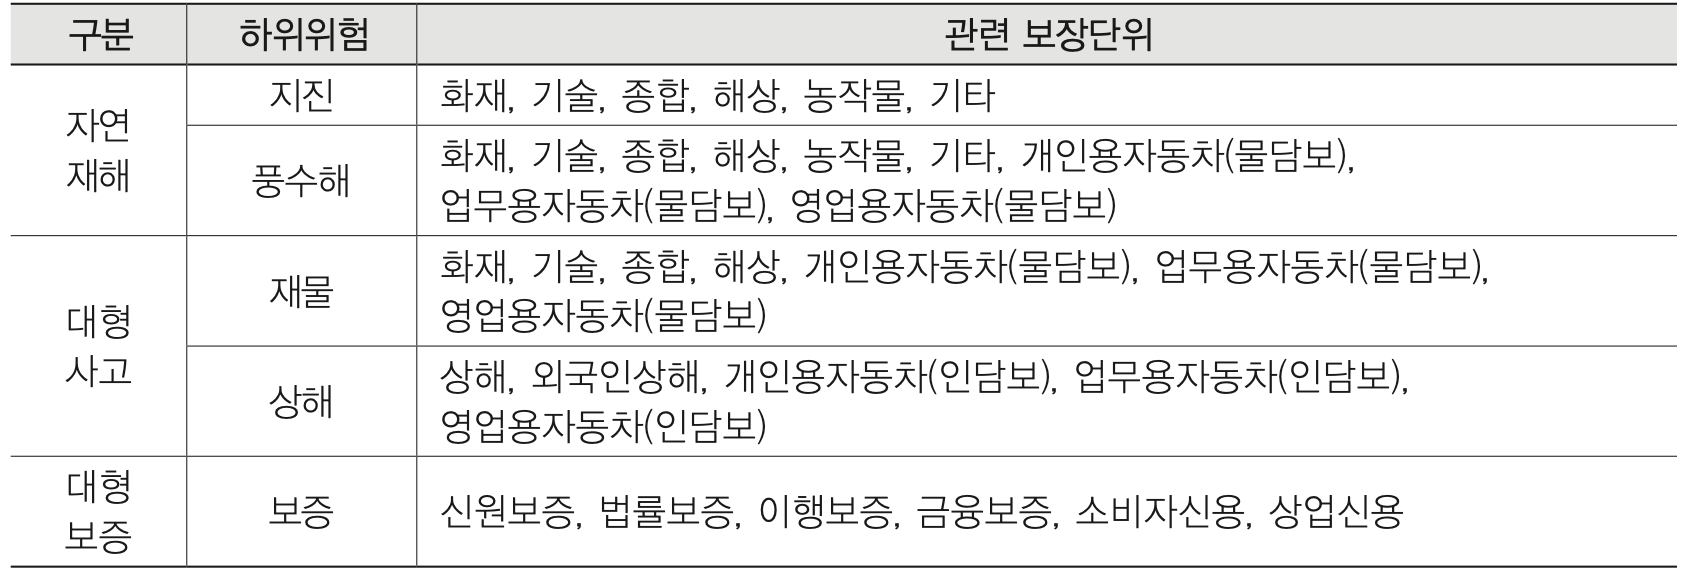 구분 하위위험 관련 보장단위
자연
재해
지진 화재, 기술, 종합, 해상, 농작물, 기타
풍수해 화재, 기술, 종합, 해상, 농작물, 기타, 개인용자동차(물담보),
업무용자동차(물담보), 영업용자동차(물담보)
대형
사고
재물 화재, 기술, 종합, 해상, 개인용자동차(물담보), 업무용자동차(물담보),
영업용자동차(물담보)
상해 상해, 외국인상해, 개인용자동차(인담보), 업무용자동차(인담보),
영업용자동차(인담보)
대형
보증
보증 신원보증, 법률보증, 이행보증, 금융보증, 소비자신용, 상업신용